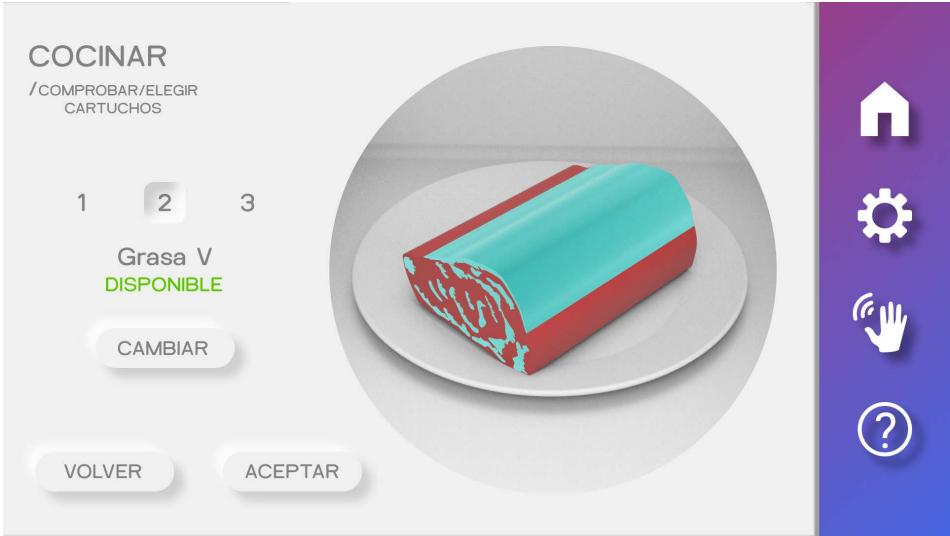 COCINAR
/COMPROBAR/ELEGIR
CARTUCHOS
1 2 3
Grasa V
DISPONIBLE
CAMBIAR
VOLVER ACEPTAR
?